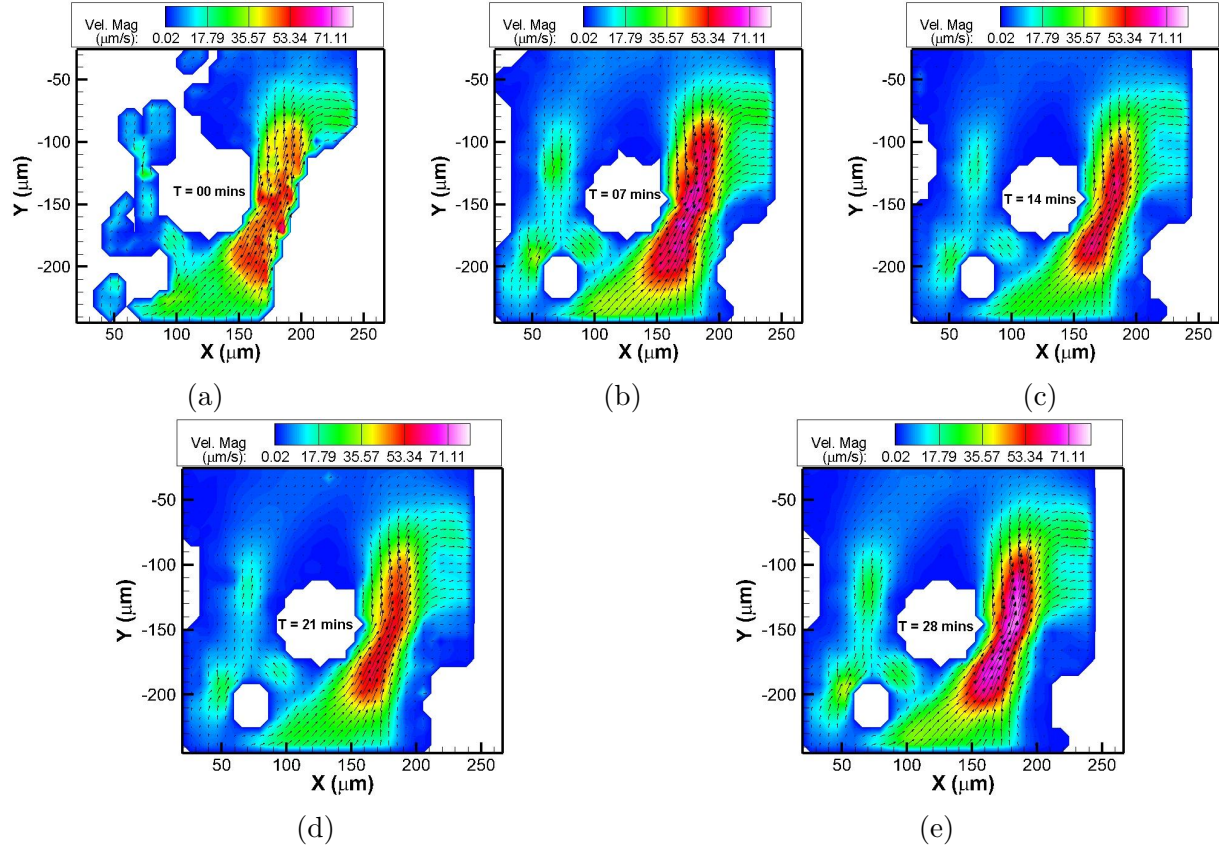 Vel. Mag
(μm/s): 0.02 17.79 35.57 53.34 71.11
-50
-100
-150
-200
Y (μm)
T = 00 mins
50 100 150 200 250
X (μm)
(a)
Vel. Mag
(μm/s): 0.02 17.79 35.57 53.34 71.11
-50
-100
-150
-200
Y (μm)
T = 07 mins
50 100 150 200 250
X (μm)
(b)
Vel. Mag
(μm/s): 0.02 17.79 35.57 53.34 71.11
-50
-100
-150
-200
Y (μm)
T = 14 mins
50 100 150 200 250
X (μm)
(c)
Vel. Mag
(μm/s): 0.02 17.79 35.57 53.34 71.11
-50
-100
-150
-200
Y (μm)
T = 21 mins
50 100 150 200 250
X (μm)
(d)
Vel. Mag
(μm/s): 0.02 17.79 35.57 53.34 71.11
-50
-100
-150
-200
Y (μm)
T = 28 mins
50 100 150 200 250
X (μm)
(e)